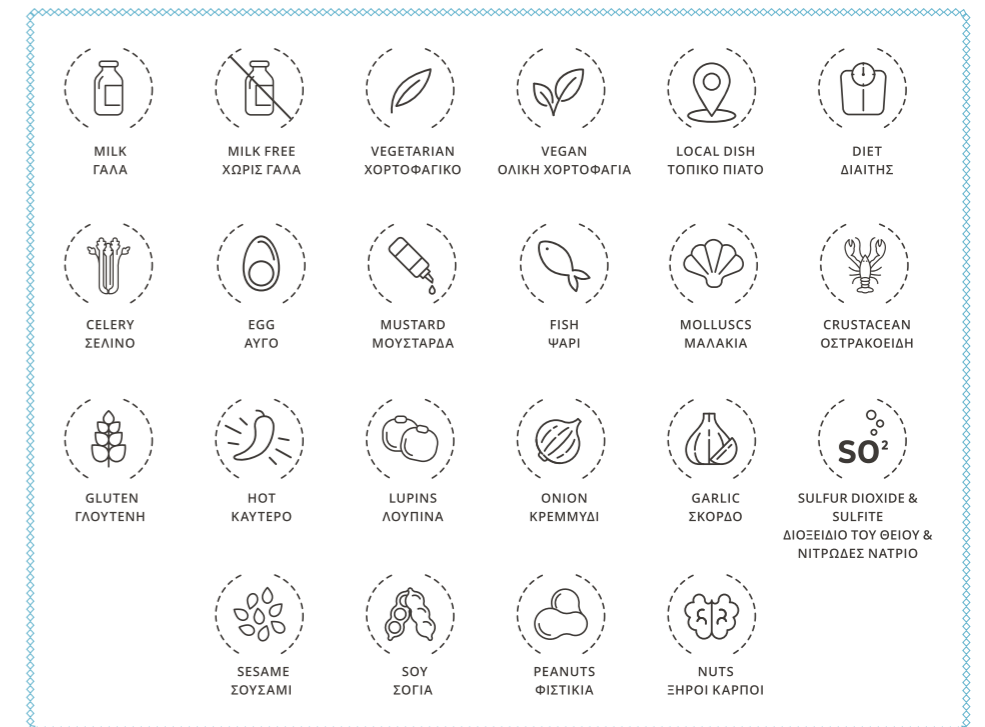 MILK
ΓΑΛΑ
MILK FREE
ΧΩΡΙΣ ΓΑΛΑ
VEGETARIAN
ΧΟΡΤΟΦΑΓΙΚΟ
VEGAN
ΟΛΙΚΗ ΧΟΡΤΟΦΑΓΙΑ
LOCAL DISH
ΤΟΠΙΚΟ ΠΙΑΤΟ
DIET
ΔΙΑΙΤΗΣ
CELERY
ΣΕΛΙΝΟ
EGG
ΑΥΓΟ
MUSTARD
ΜΟΥΣΤΑΡΔΑ
FISH
ΨΑΡΙ
MOLLUSCS
ΜΑΛΑΚΙΑ
CRUSTACEAN
ΟΣΤΡΑΚΟΕΙΔΗ
GLUTEN
ΓΛΟΥΤΕΝΗ
HOT
ΚΑΥΤΕΡΟ
LUPINS
ΛΟΥΠΙΝΑ
ONION
ΚΡΕΜΜΥΔΙ
GARLIC
ΣΚΟΡΔΟ
SO²
SULFUR DIOXIDE &
SULFITE
ΔΙΟΞΕΙΔΙΟ ΤΟΥ ΘΕΙΟΥ &
ΝΙΤΡΩΔΕΣ ΝΑΤΡΙΟ
SESAME
ΣΟΥΣΑΜΙ
SOY
ΣΟΓΙΑ
PEANUTS
ΦΙΣΤΙΚΙΑ
NUTS
ΞΗΡΟΙ ΚΑΡΠΟΙ